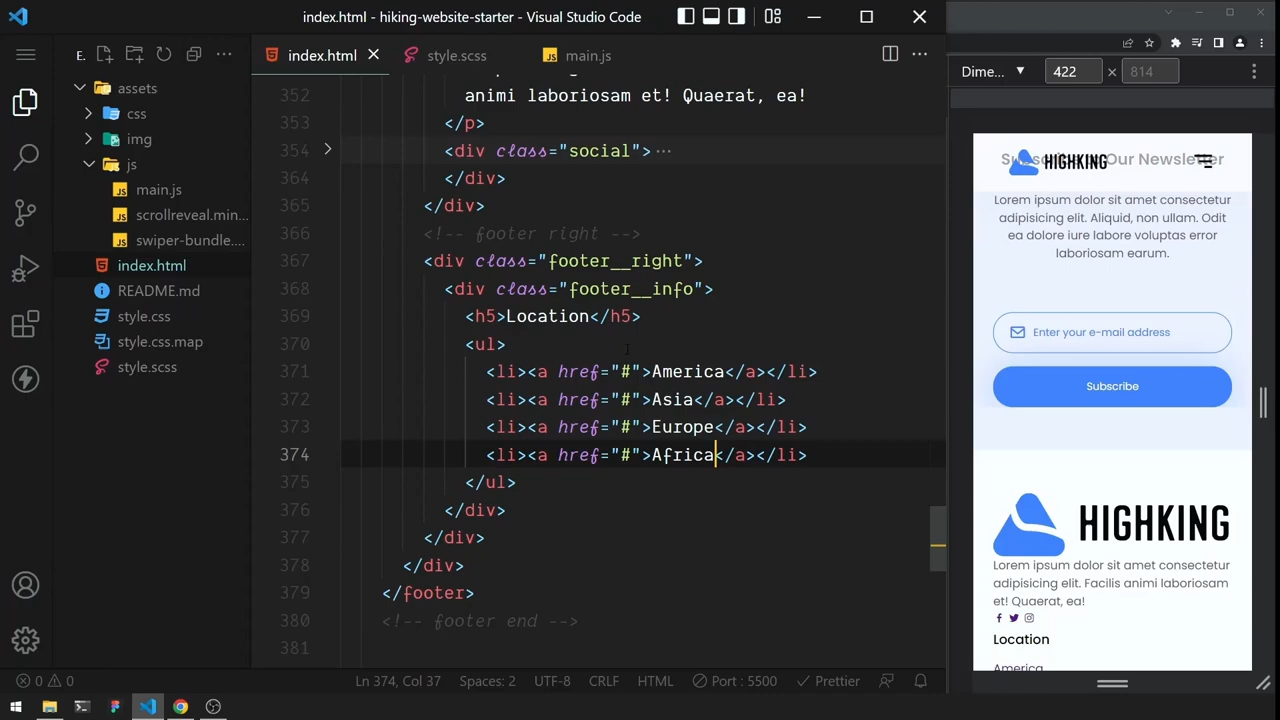 index.html - hiking-website-starter - Visual Studio Code
E.
index.html
style.scss
JS main.js
assets
css
img
js
JS main.js
JS scrollreveal.min...
JS swiper-bundle....
index.html
README.md
style.css
style.css.map
style.scss
352 animi laboriosam et! Quaerat, ea!
353 </p>
354 <div class="social"> ...
364 </div>
365 </div>
366 <!-- footer right -->
367 <div class="footer__right">
368 <div class="footer__info">
369 <h5>Location</h5>
370 <ul>
371 <li><a href="#">America</a></li>
372 <li><a href="#">Asia</a></li>
373 <li><a href="#">Europe</a></li>
374 <li><a href="#">Africa</a></li>
375 </ul>
376 </div>
377 </div>
378 </div>
379 </footer>
380 <!-- footer end -->
381
0 0
Ln 374, Col 37
Spaces: 2
UTF-8
CRLF
HTML
Port : 5500
Prettier
Dime...
422 × 814
HIGHKING
Subscribe to Our Newsletter
Lorem ipsum dolor sit amet consectetur
adipisicing elit. Aliquid, non ullam. Odit
ea dolore iure labore voluptas error
laboriosam earum.
Enter your e-mail address
Subscribe
HIGHKING
Lorem ipsum dolor sit amet consectetur
adipisicing elit. Facilis animi laboriosam
et! Quaerat, ea!
Location
America